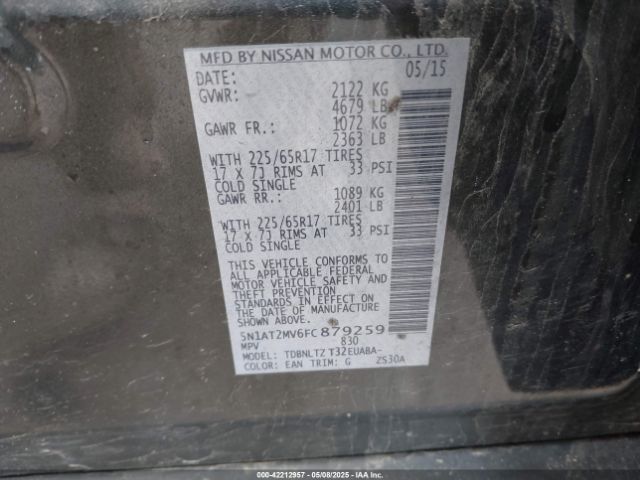 MFD BY NISSAN MOTOR CO., LTD.
DATE: 05/15
GVWR: 2122 KG
4679 LB
GAWR FR.: 1072 KG
2363 LB
WITH 225/65R17 TIRES
17 X 7J RIMS AT 33 PSI
COLD SINGLE
GAWR RR.: 1089 KG
2401 LB
WITH 225/65R17 TIRES
17 X 7J RIMS AT 33 PSI
COLD SINGLE
THIS VEHICLE CONFORMS TO
ALL APPLICABLE FEDERAL
MOTOR VEHICLE SAFETY AND
THEFT PREVENTION
STANDARDS IN EFFECT ON
THE DATE OF MANUFACTURE
SHOWN ABOVE.
5N1AT2MV6FC879259
MPV 830
MODEL: TDBNLTZ T32EUABA-
COLOR: EAN TRIM: G ZS30A
000-42212957 - 05/08/2025 - IAAI.com